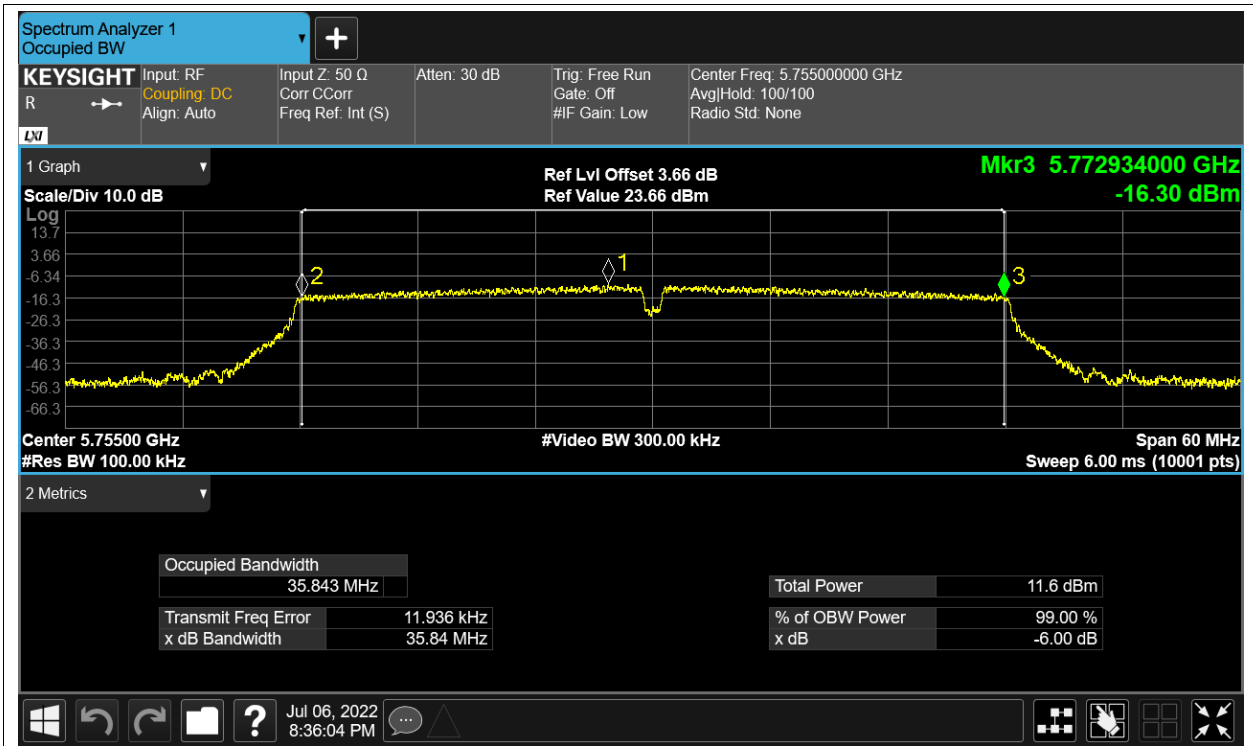 Spectrum Analyzer 1
Occupied BW
KEYSIGHT
R
LXI
Input: RF
Coupling: DC
Align: Auto
Input Z: 50 Ω
Corr CCorr
Freq Ref: Int (S)
Atten: 30 dB
Trig: Free Run
Gate: Off
#IF Gain: Low
Center Freq: 5.755000000 GHz
Avg|Hold: 100/100
Radio Std: None
1 Graph
Scale/Div 10.0 dB
Ref Lvl Offset 3.66 dB
Ref Value 23.66 dBm
Mkr3 5.772934000 GHz
-16.30 dBm
Log
13.7
3.66
-6.34
-16.3
-26.3
-36.3
-46.3
-56.3
-66.3
2
1
3
Center 5.75500 GHz
#Video BW 300.00 kHz
Span 60 MHz
#Res BW 100.00 kHz
Sweep 6.00 ms (10001 pts)
2 Metrics
Occupied Bandwidth
35.843 MHz
Transmit Freq Error 11.936 kHz
x dB Bandwidth 35.84 MHz
Total Power 11.6 dBm
% of OBW Power 99.00 %
x dB -6.00 dB
?
Jul 06, 2022
8:36:04 PM